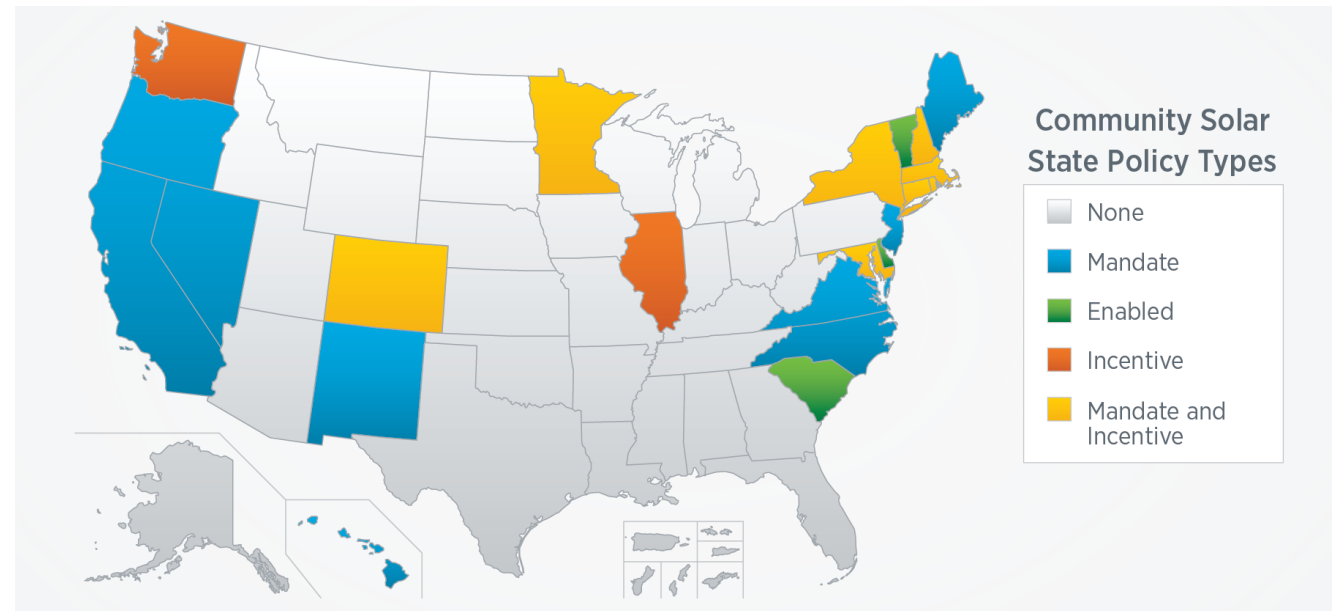 Community Solar
State Policy Types
None
Mandate
Enabled
Incentive
Mandate and
Incentive